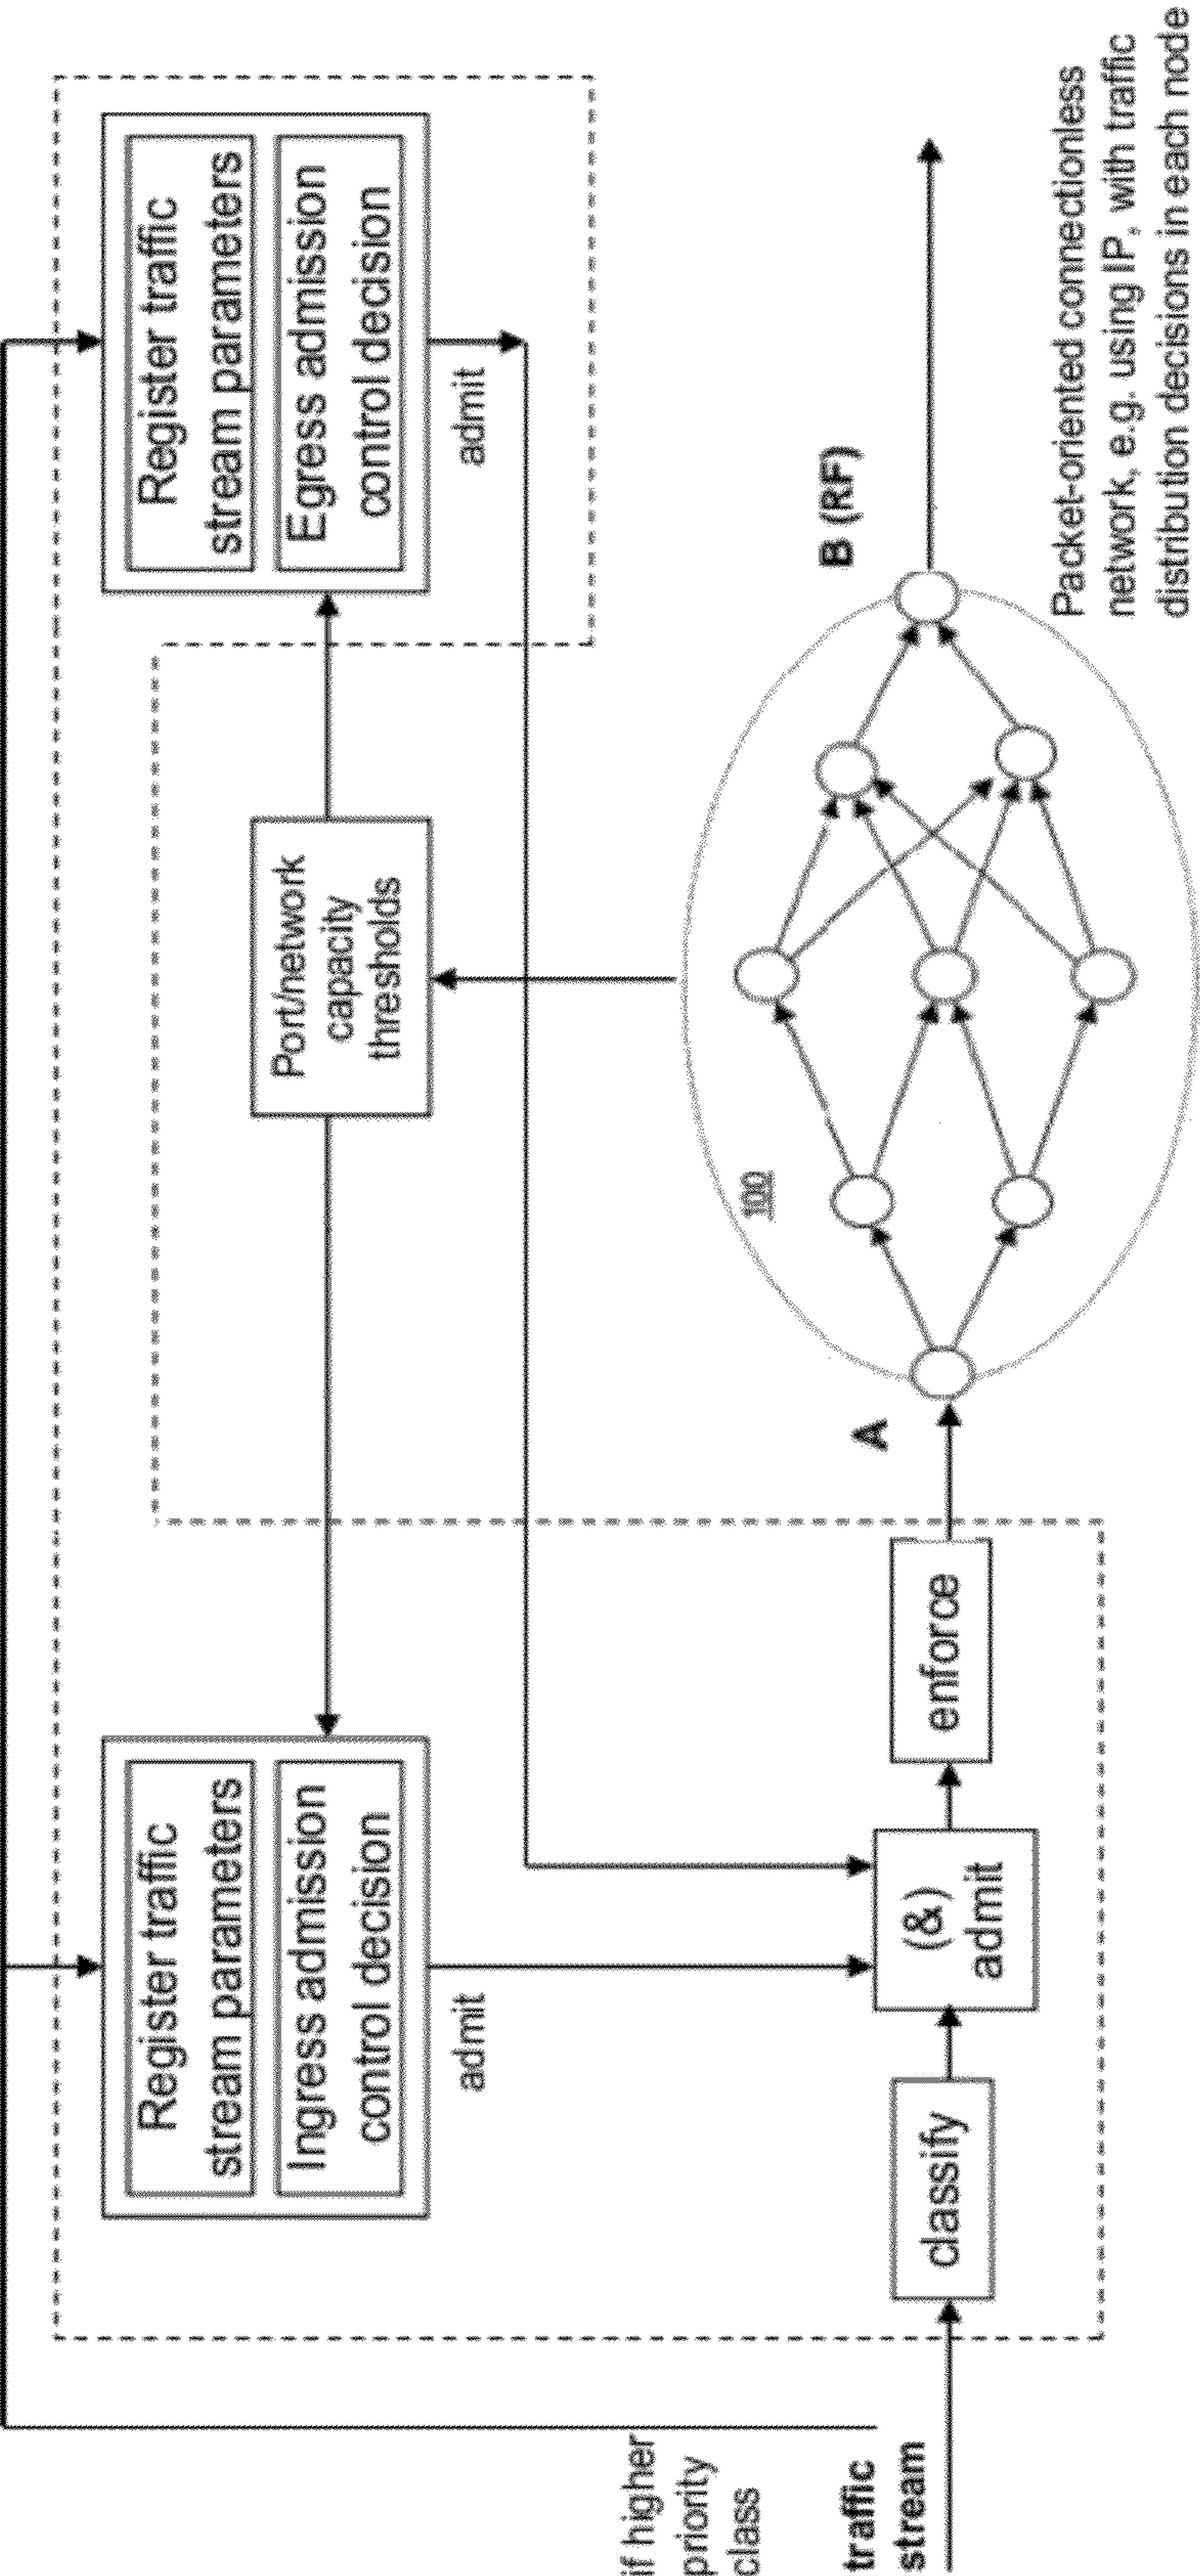 if higher
priority
class
traffic
stream
Register traffic
stream parameters
Ingress admission
control decision
admit
classify
(&)
admit
enforce
Port/network
capacity
thresholds
Register traffic
stream parameters
Egress admission
control decision
admit
A
100
B (RF)
Packet-oriented connectionless
network, e.g. using IP, with traffic
distribution decisions in each node